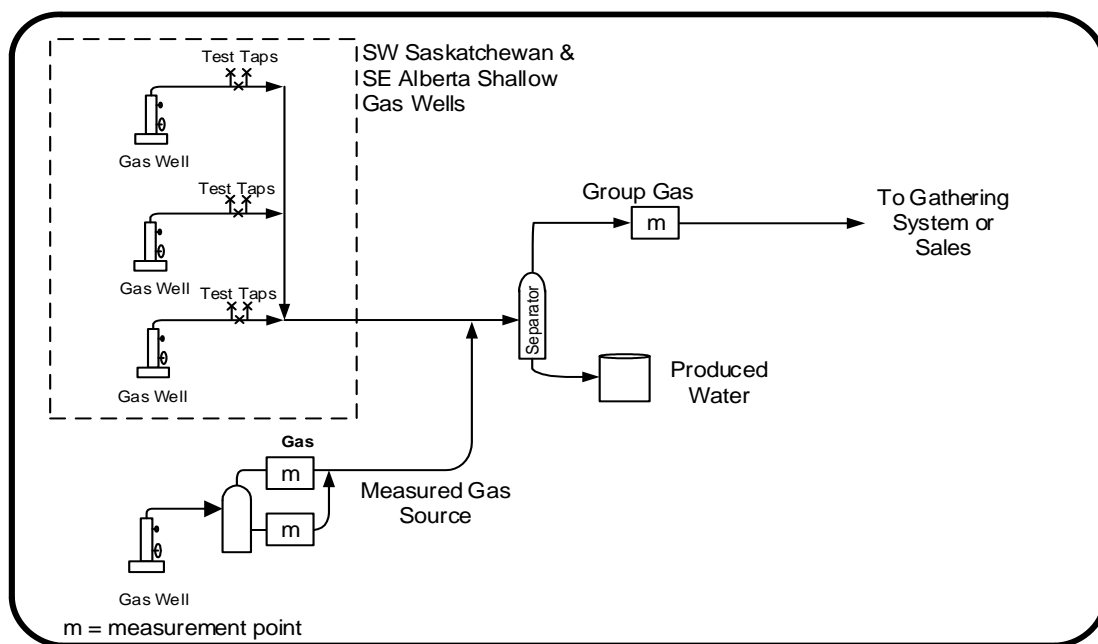 Test Taps
Gas Well
SW Saskatchewan &
SE Alberta Shallow
Gas Wells
Test Taps
Gas Well
Test Taps
Gas Well
Group Gas
m
To Gathering
System or
Sales
Separator
Produced
Water
Gas
m
m
Measured Gas
Source
Gas Well
m = measurement point